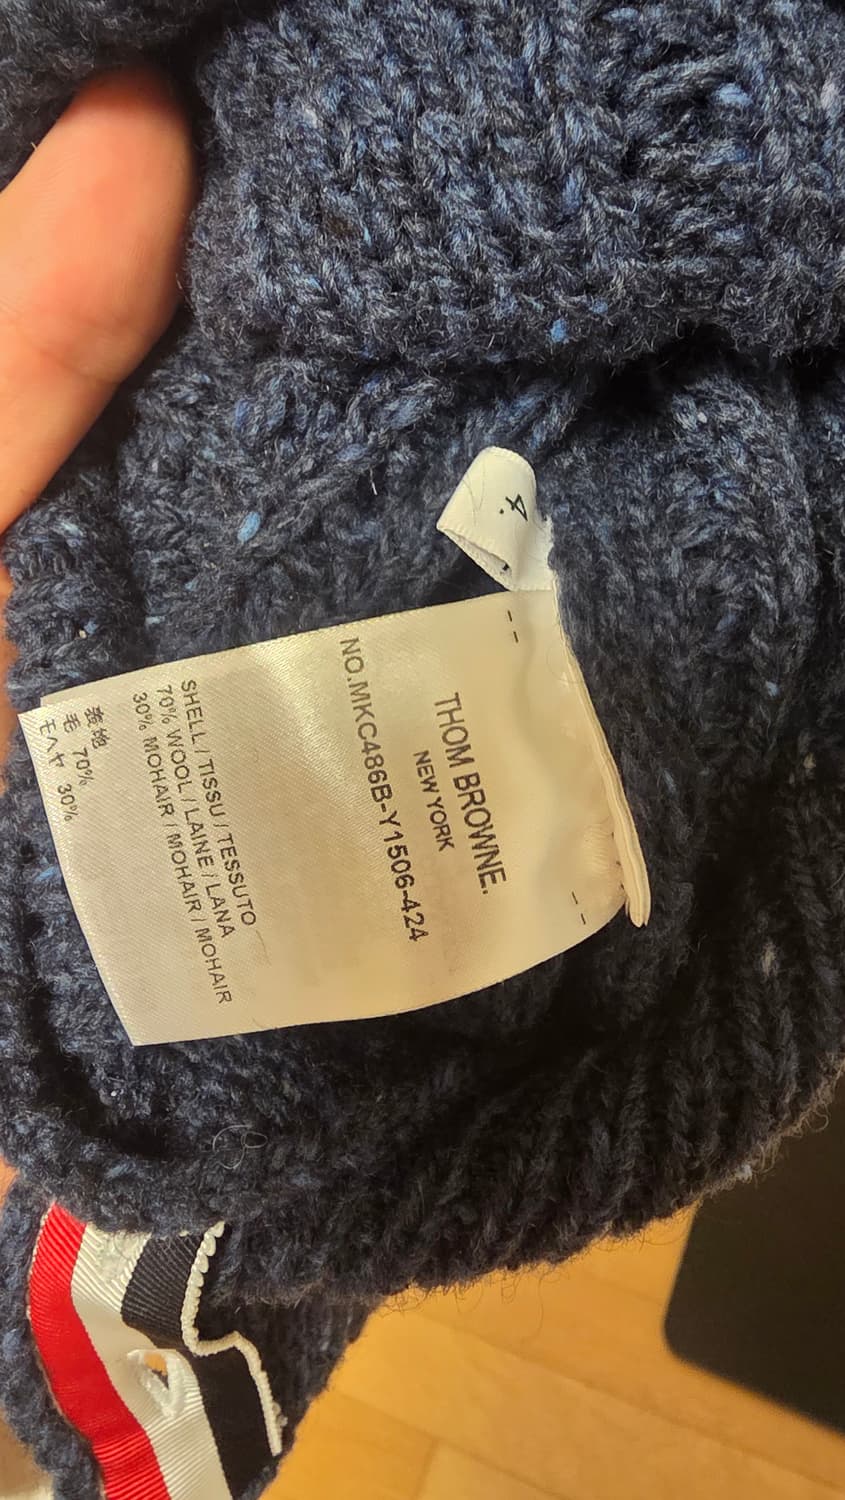 4
THOM BROWNE.
NEW YORK
NO.MKC486B-Y1506-424
SHELL / TISSU / TESSUTO
70% WOOL / LAINE / LANA
30% MOHAIR / MOHAIR / MOHAIR
表地
毛 70%
モヘヤ 30%